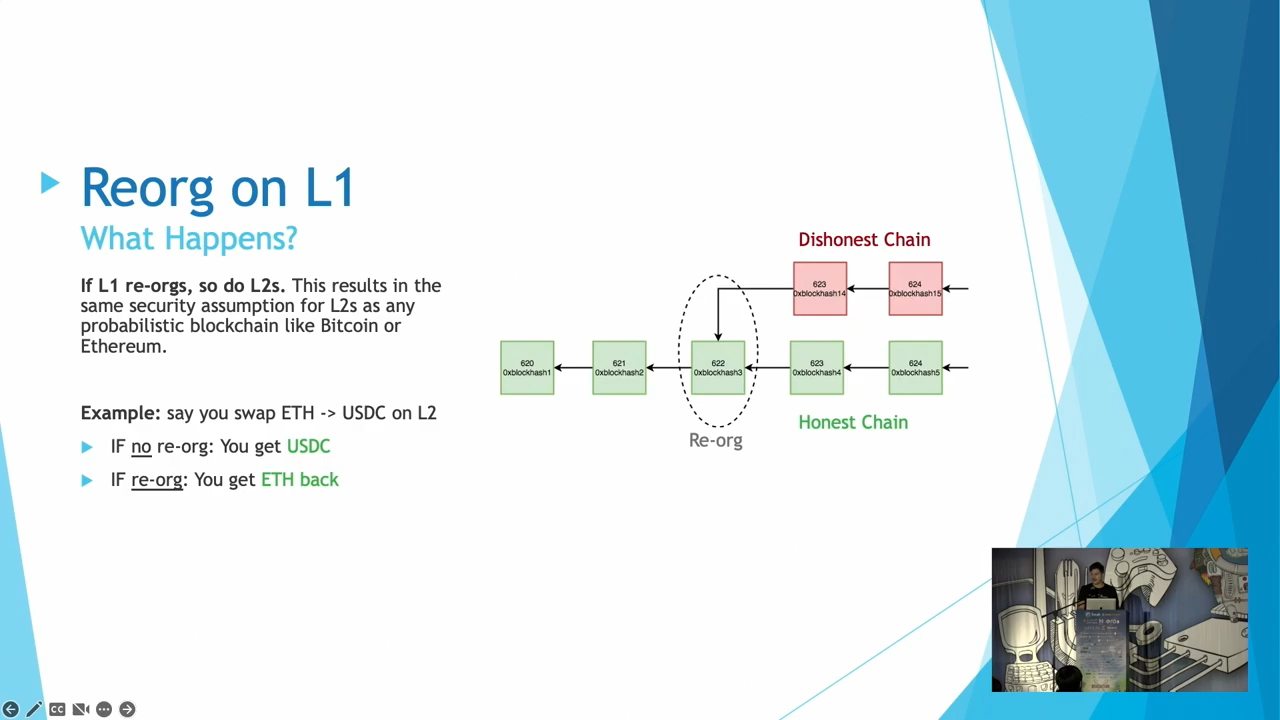 Reorg on L1
What Happens?
If L1 re-orgs, so do L2s. This results in the
same security assumption for L2s as any
probabilistic blockchain like Bitcoin or
Ethereum.
Example: say you swap ETH -> USDC on L2
IF no re-org: You get USDC
IF re-org: You get ETH back
Dishonest Chain
623
0xblockhash14
624
0xblockhash15
620
0xblockhash1
621
0xblockhash2
622
0xblockhash3
623
0xblockhash4
624
0xblockhash5
Honest Chain
Re-org
CC